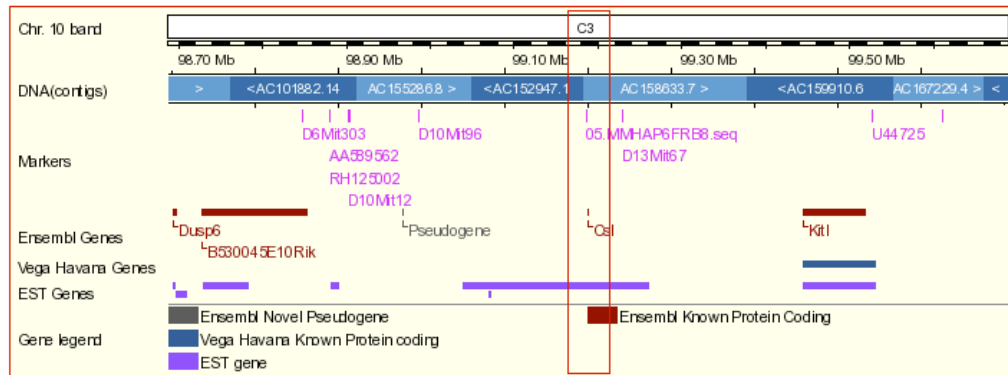 Chr. 10 band C3
98.70 Mb 98.90 Mb 99.10 Mb 99.30 Mb 99.50 Mb
DNA(contigs) > <AC101882.14 AC155286.8 > <AC152947.1 AC158633.7 > <AC159910.6 AC167229.4 > <
Markers
D6Mit303 D10Mit96 05.MMHAP6FRB8.seq U44725
AA589562 D13Mit67
RH125002
D10Mit12
Ensembl Genes
Dusp6 Pseudogene Osl Kitl
B530045E10Rik
Vega Havana Genes
EST Genes
Gene legend
Ensembl Novel Pseudogene Ensembl Known Protein Coding
Vega Havana Known Protein coding
EST gene